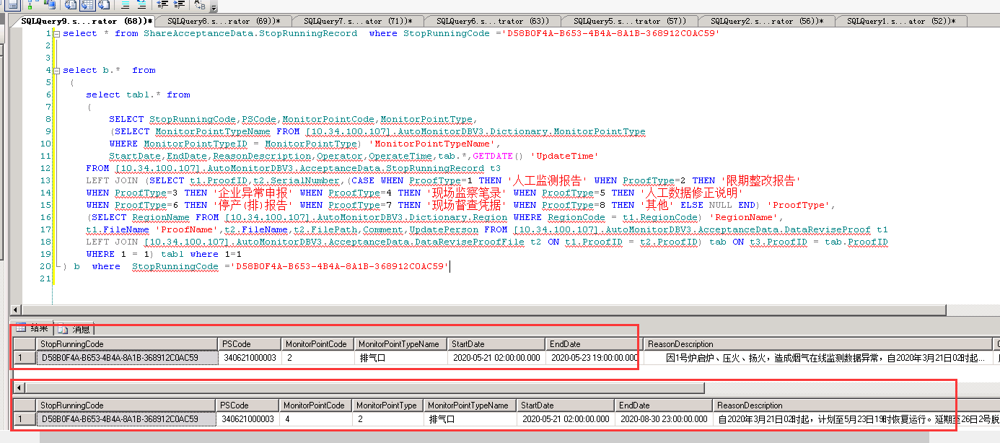 SQLQuery9.s...rator (68))* SQLQuery8.s...rator (69))* SQLQuery7.s...ator (71))* SQLQuery6.s...trator (63)) SQLQuery5.s...trator (57)) SQLQuery2.s...rator (56))* SQLQuery1.s...ator (52))*
1 select * from ShareAcceptanceData.StopRunningRecord where StopRunningCode ='D58B0F4A-B653-4B4A-8A1B-368912C0AC59'
2
3
4 select b.* from
5 (
6 select tabl.* from
7 (
8 SELECT StopRunningCode,PSCode,MonitorPointCode,MonitorPointType,
9 (SELECT MonitorPointTypeName FROM [10.34.100.107].AutoMonitorDBV3.Dictionary.MonitorPointType
10 WHERE MonitorPointTypeID = MonitorPointType) 'MonitorPointTypeName',
11 StartDate,EndDate,ReasonDescription,Operator,OperateTime,tab.*,GETDATE() 'UpdateTime'
12 FROM [10.34.100.107].AutoMonitorDBV3.AcceptanceData.StopRunningRecord t3
13 LEFT JOIN (SELECT t1.ProofID,t2.SerialNumber,(CASE WHEN ProofType=1 THEN '人工监测报告' WHEN ProofType=2 THEN '限期整改报告'
14 WHEN ProofType=3 THEN '企业异常申报' WHEN ProofType=4 THEN '现场监察笔录' WHEN ProofType=5 THEN '人工数据修正说明'
15 WHEN ProofType=6 THEN '停产(排)报告' WHEN ProofType=7 THEN '现场督查凭据' WHEN ProofType=8 THEN '其他' ELSE NULL END) 'ProofType',
16 (SELECT RegionName FROM [10.34.100.107].AutoMonitorDBV3.Dictionary.Region WHERE RegionCode = t1.RegionCode) 'RegionName',
17 t1.FileName 'ProofName',t2.FileName,t2.FilePath,Comment,UpdatePerson FROM [10.34.100.107].AutoMonitorDBV3.AcceptanceData.DataReviseProof t1
18 LEFT JOIN [10.34.100.107].AutoMonitorDBV3.AcceptanceData.DataReviseProofFile t2 ON t1.ProofID = t2.ProofID) tab ON t3.ProofID = tab.ProofID
19 WHERE 1 = 1) tabl where 1=1
20 ) b where StopRunningCode ='D58B0F4A-B653-4B4A-8A1B-368912C0AC59'
21
结果 消息
StopRunningCode PSCode MonitorPointCode MonitorPointTypeName StartDate EndDate ReasonDescription
1 D58B0F4A-B653-4B4A-8A1B-368912C0AC59 340621000003 2 排气口 2020-05-21 02:00:00.000 2020-05-23 19:00:00.000 因1号炉启炉、压火、扬火，造成烟气在线监测数据异常，自2020年3月21日02时起...
StopRunningCode PSCode MonitorPointCode MonitorPointType MonitorPointTypeName StartDate EndDate ReasonDescription
1 D58B0F4A-B653-4B4A-8A1B-368912C0AC59 340621000003 4 2 排气口 2020-05-21 02:00:00.000 2020-08-30 23:00:00.000 自2020年3月21日02时起，计划至5月23日19时恢复运行。延期至26日2号脱